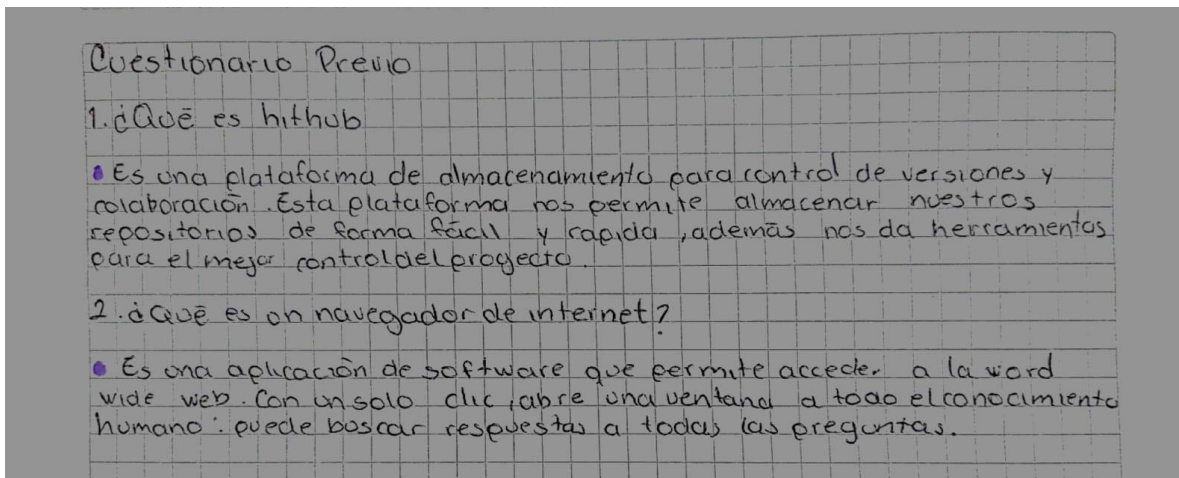 Cuestionario Previo
1. ¿Qué es hithub
• Es una plataforma de almacenamiento para control de versiones y
colaboración. Esta plataforma nos permite almacenar nuestros
repositorios de forma fácil y rapida, además nos da herramientas
para el mejor control del proyecto.
2. ¿Qué es un navegador de internet?
• Es una aplicación de software que permite acceder a la word
wide web. Con un solo clic, abre una ventana a todo el conocimiento
humano: puede buscar respuestas a todas las preguntas.